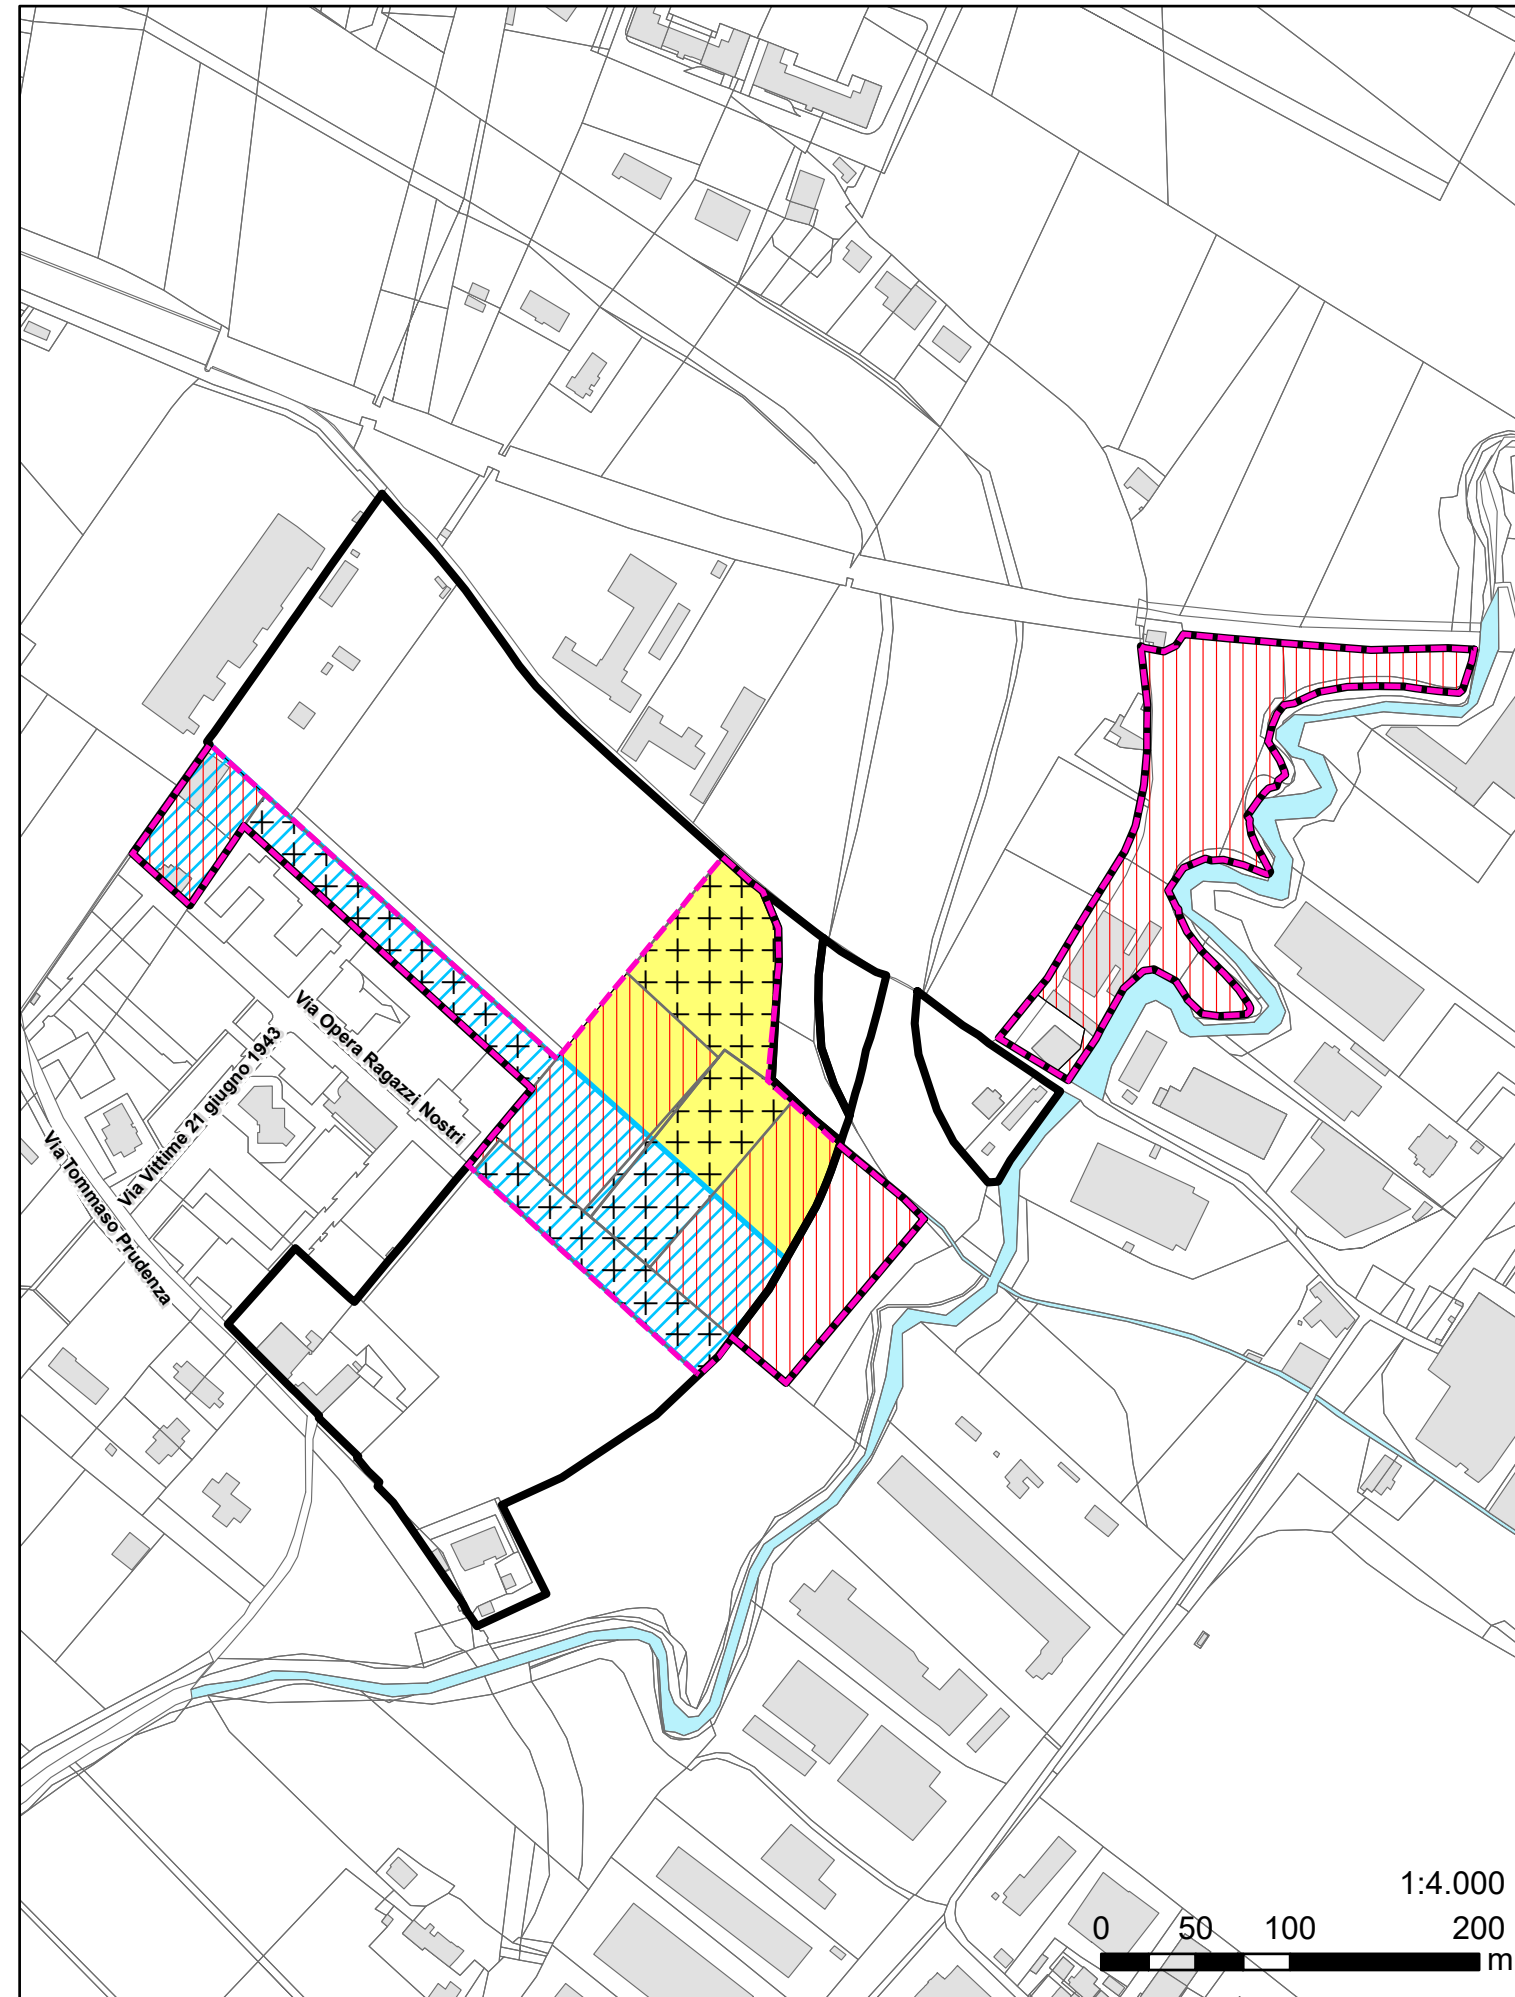 Via Opera Ragazzi Nostri
Via Vittime 21 giugno 1943
Via Tommaso Prudenza
1:4.000
0 50 100 200
m